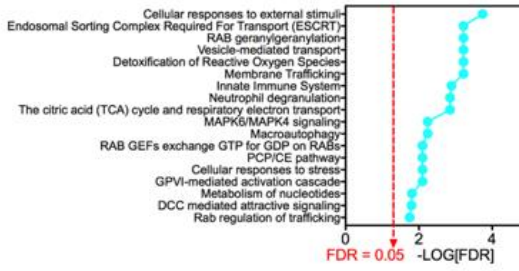 Cellular responses to external stimuli
Endosomal Sorting Complex Required For Transport (ESCRT)
RAB geranylgeranylation
Vesicle-mediated transport
Detoxification of Reactive Oxygen Species
Membrane Trafficking
Innate Immune System
Neutrophil degranulation
The citric acid (TCA) cycle and respiratory electron transport
MAPK6/MAPK4 signaling
Macroautophagy
RAB GEFs exchange GTP for GDP on RABs
PCP/CE pathway
Cellular responses to stress
GPVI-mediated activation cascade
Metabolism of nucleotides
DCC mediated attractive signaling
Rab regulation of trafficking
0 2 4
FDR = 0.05 -LOG[FDR]